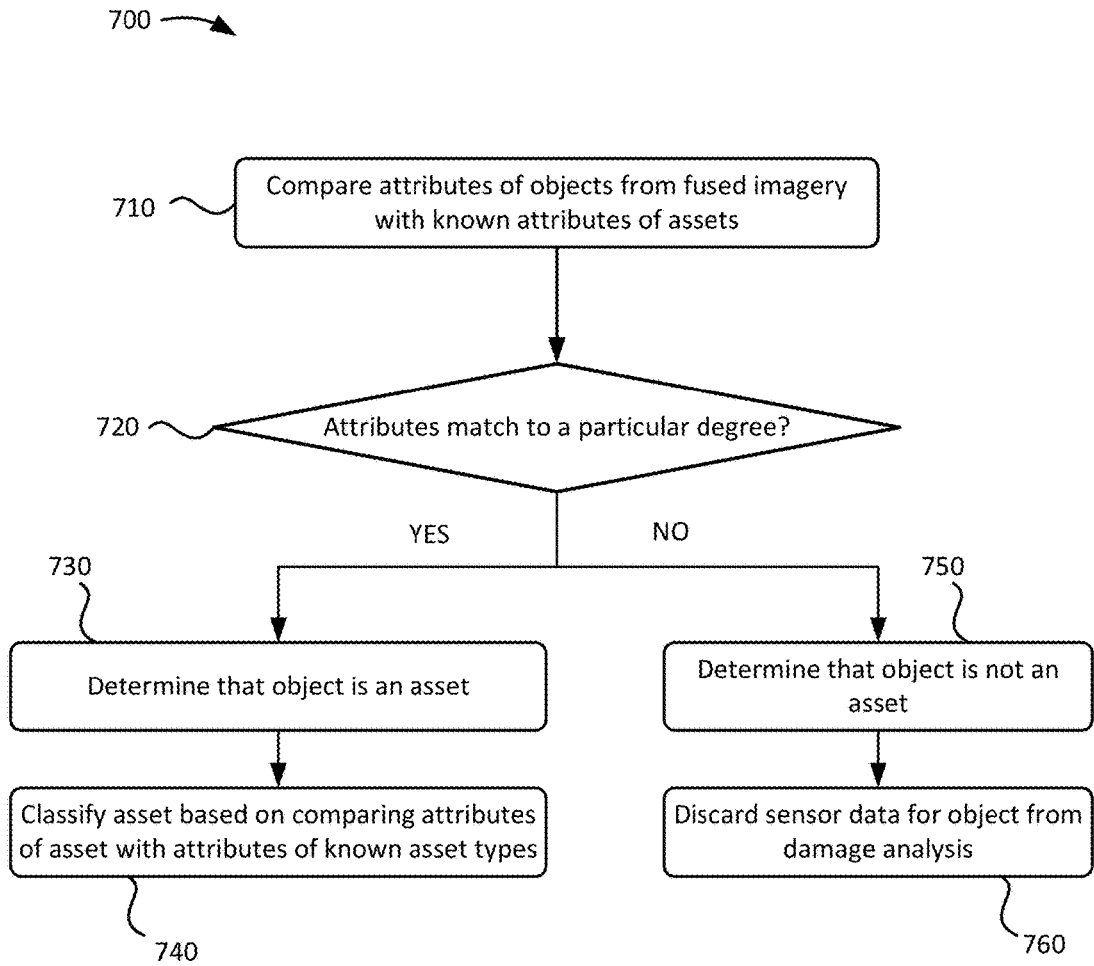 700
710
Compare attributes of objects from fused imagery
with known attributes of assets
720
Attributes match to a particular degree?
YES
NO
730
750
Determine that object is an asset
Determine that object is not an
asset
Classify asset based on comparing attributes
of asset with attributes of known asset types
Discard sensor data for object from
damage analysis
740
760